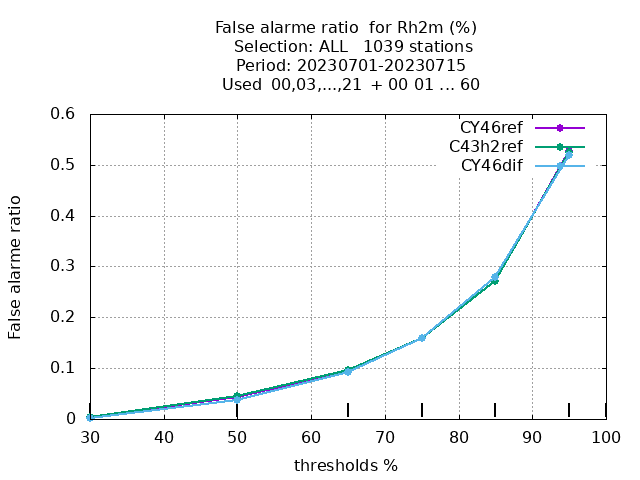 False alarme ratio  for Rh2m (%)
Selection: ALL   1039 stations
Period: 20230701-20230715
Used  00,03,...,21  + 00 01 ... 60
CY46ref
C43h2ref
CY46dif
False alarme ratio
0.6
0.5
0.4
0.3
0.2
0.1
0
30 40 50 60 70 80 90 100
thresholds %